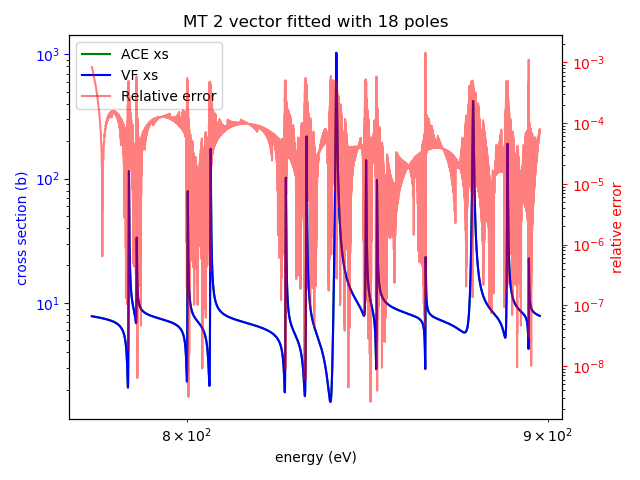 MT 2 vector fitted with 18 poles
ACE xs
VF xs
Relative error
cross section (b)
10^3
10^2
10^1
relative error
10^-3
10^-4
10^-5
10^-6
10^-7
10^-8
8 × 10^2
9 × 10^2
energy (eV)